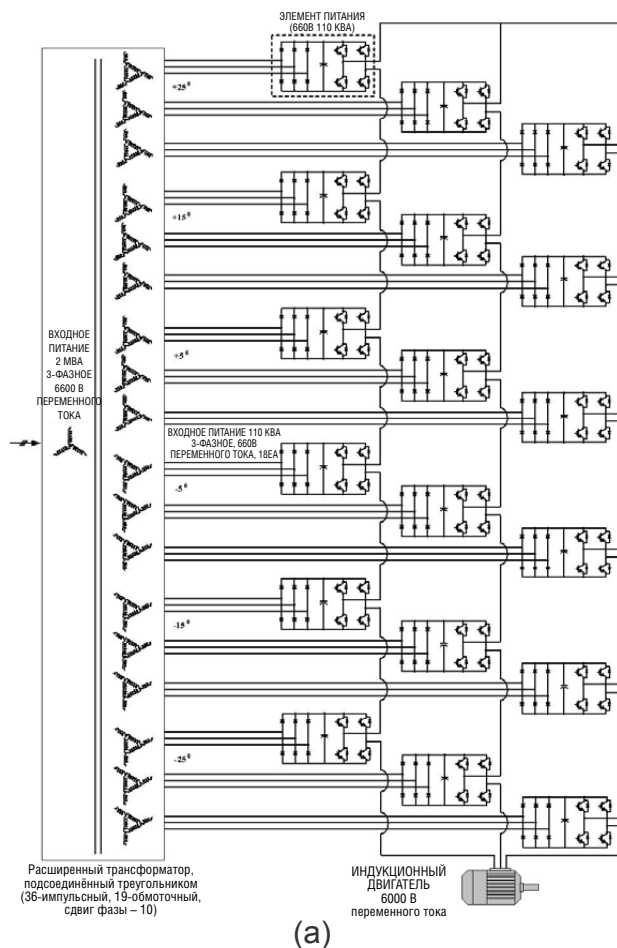 ЭЛЕМЕНТ ПИТАНИЯ
(660В 110 КВА)
+25⁰
+15⁰
+5⁰
ВХОДНОЕ
ПИТАНИЕ
2 МВА
3-ФАЗНОЕ
6600 В
ПЕРЕМЕННОГО
ТОКА
ВХОДНОЕ ПИТАНИЕ 110 КВА
3-ФАЗНОЕ, 660В
ПЕРЕМЕННОГО ТОКА, 18ЕА
-5⁰
-15⁰
-25⁰
Расширенный трансформатор,
подсоединённый треугольником
(36-импульсный, 19-обмоточный,
сдвиг фазы – 10)
ИНДУКЦИОННЫЙ
ДВИГАТЕЛЬ
6000 В
переменного тока
(а)